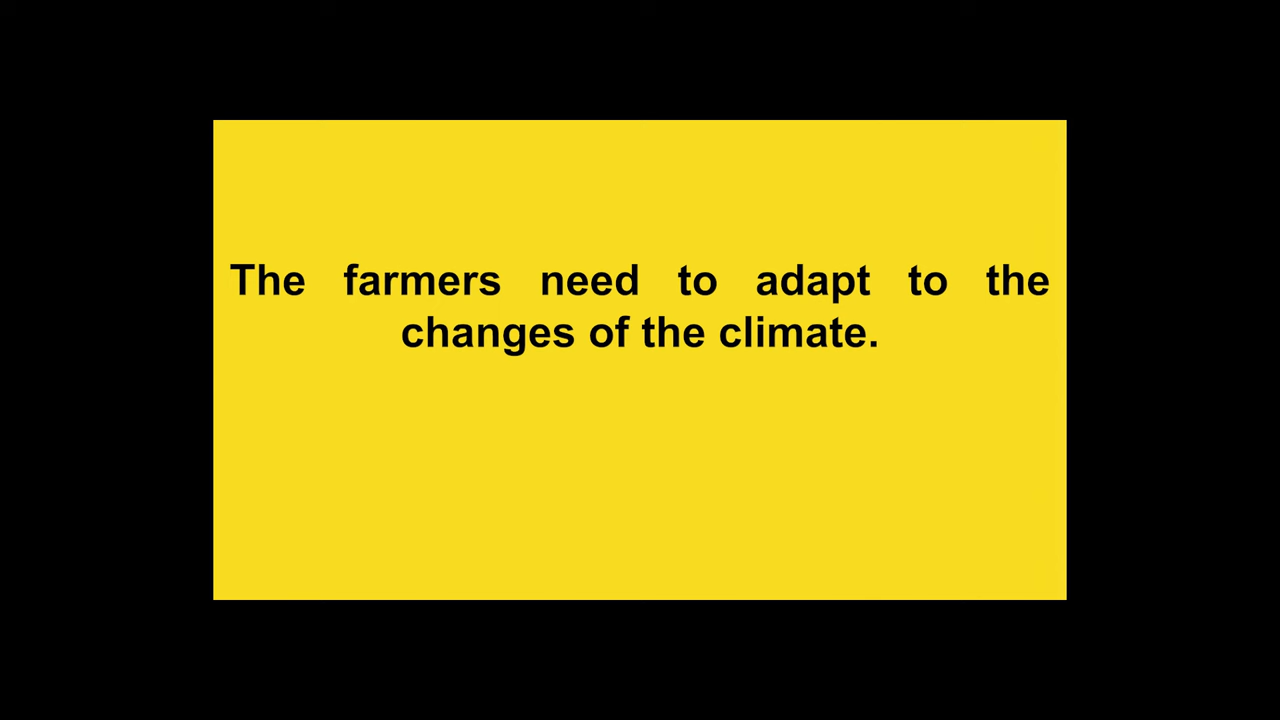 The farmers need to adapt to the
changes of the climate.